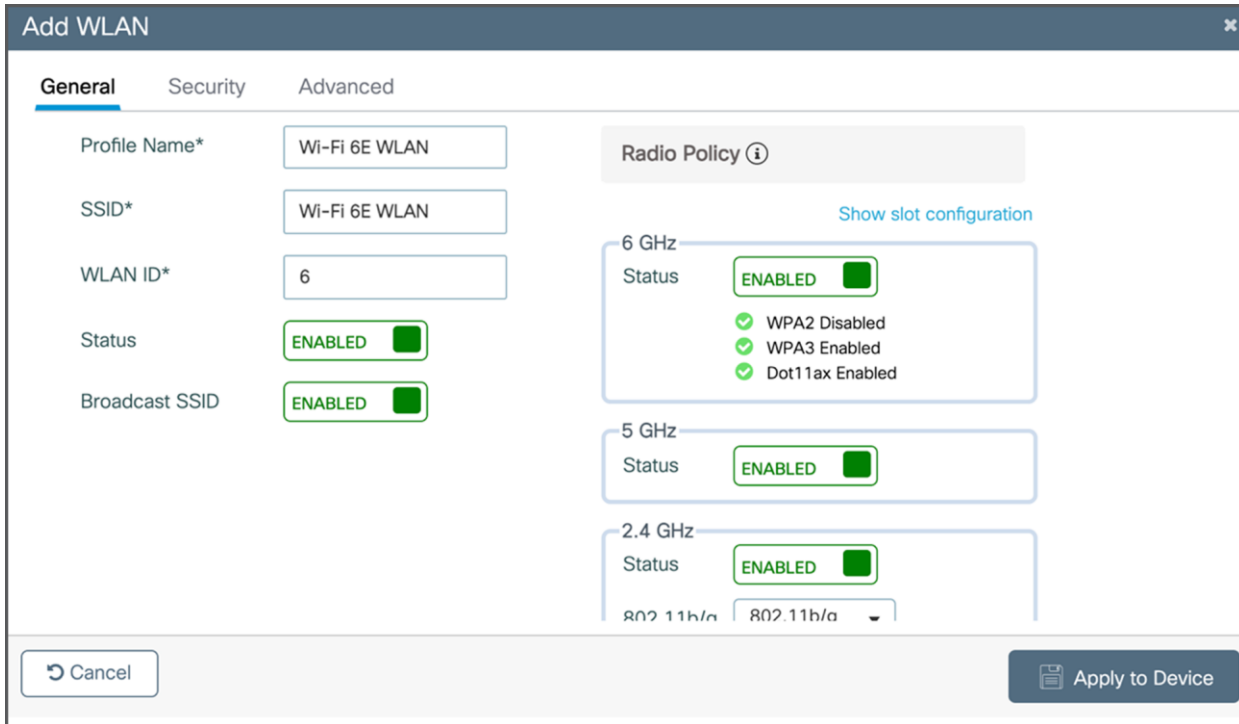 Add WLAN
General Security Advanced
Profile Name* Wi-Fi 6E WLAN
SSID* Wi-Fi 6E WLAN
WLAN ID* 6
Status ENABLED
Broadcast SSID ENABLED
Radio Policy
Show slot configuration
6 GHz
Status ENABLED
WPA2 Disabled
WPA3 Enabled
Dot11ax Enabled
5 GHz
Status ENABLED
2.4 GHz
Status ENABLED
802.11b/g 802.11b/g
Cancel Apply to Device